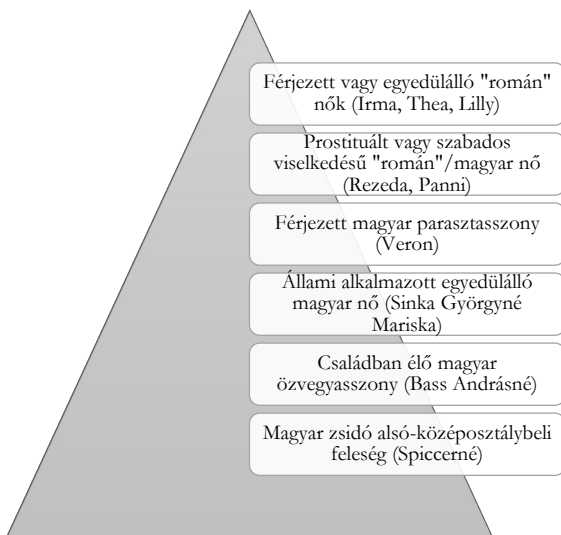 Férjezett vagy egyedülálló "román"
nők (Irma, Thea, Lilly)
Prostituált vagy szabados
viselkedésű "román"/magyar nő
(Rezeda, Panni)
Férjezett magyar parasztasszony
(Veron)
Állami alkalmazott egyedülálló
magyar nő (Sinka Györgyné
Mariska)
Családban élő magyar
özvegyasszony (Bass Andrásné)
Magyar zsidó alsó-középosztálybeli
feleség (Spiccerné)